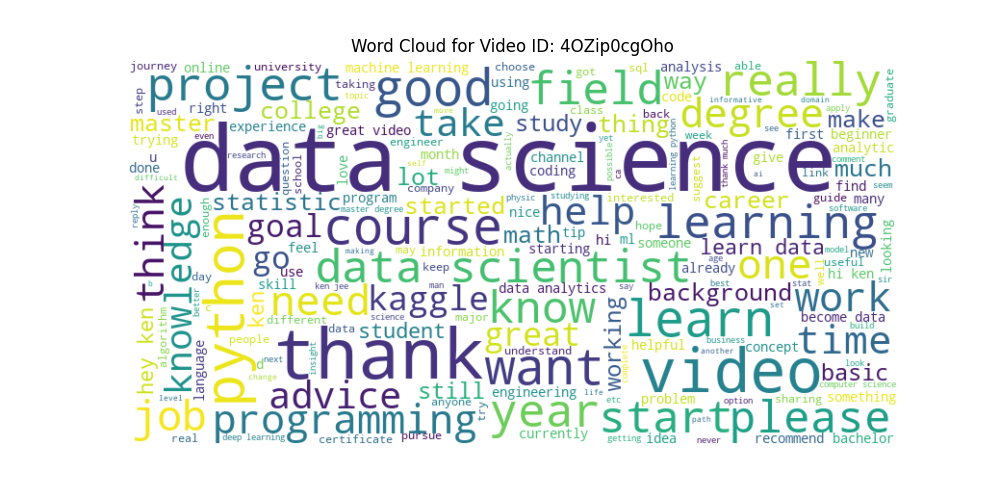 Word Cloud for Video ID: 4OZip0cgOho
journey online university machine learning choose got sql analysis able
project taking good using field way really
step used right topic going code informative domain graduate
master college take study class thing back degree make apply
trying even experience great video engineer week see first beginner
u data science analytic
done research question school big love month lot channel coding actually yet possible learning python suggest give thank much ai link comment much
difficult self might company ca interested career find seem
think knowledge statistic program started physic studying guide many
reply enough master degree nice help hope learning software
python goal course math tip hi ml someone learn data model new looking
day go feel making may information starting already age one well useful hi ken
better use data scientist best stat sir
skill ken jee keep man data analytics say background set work
ken need kaggle know become data
hey ken algorithm language different science major working learn build
people data student great helpful business concept time
b d next insight thank understand want another look
change complete video basic
level advice still engineering life problem option sharing computer science something
job programming anyone try year etc start path please
real deep learning certificate pursue currently getting idea never recommend bachelor